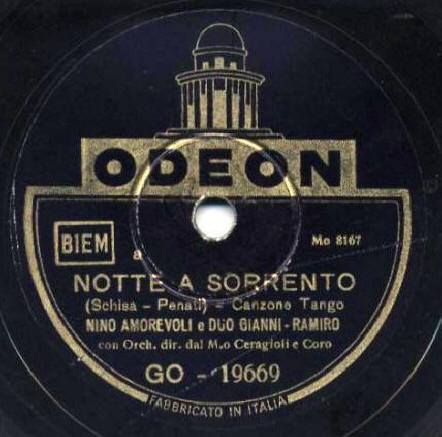 ODEON
BIEM
a
Mo 8167
NOTTE A SORRENTO
(Schisa - Penati) - Canzone Tango
NINO AMOREVOLI e DUO GIANNI - RAMIRO
con Orch. dir. dal M.o Ceragioli e Coro
GO - 19669
FABBRICATO IN ITALIA